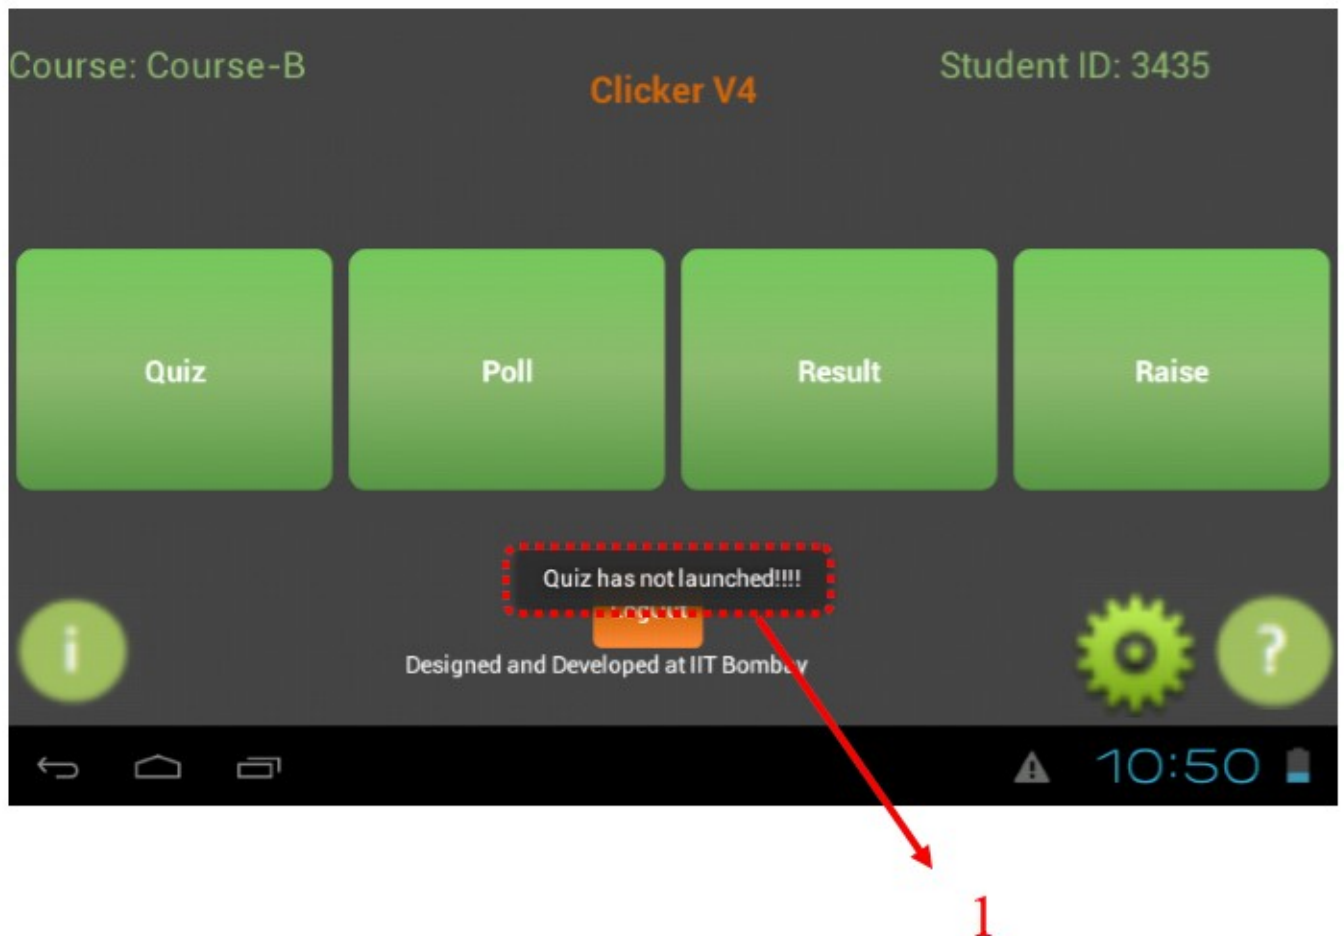 Course: Course-B
Clicker V4
Student ID: 3435
Quiz
Poll
Result
Raise
Quiz has not launched!!!!
i
Designed and Developed at IIT Bombay
?
10:50
1